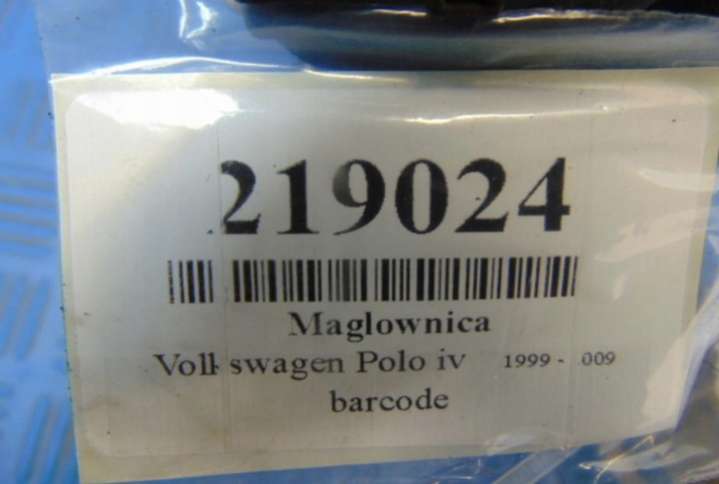 219024
Maglownica
Volkswagen Polo iv 1999 - 009
barcode